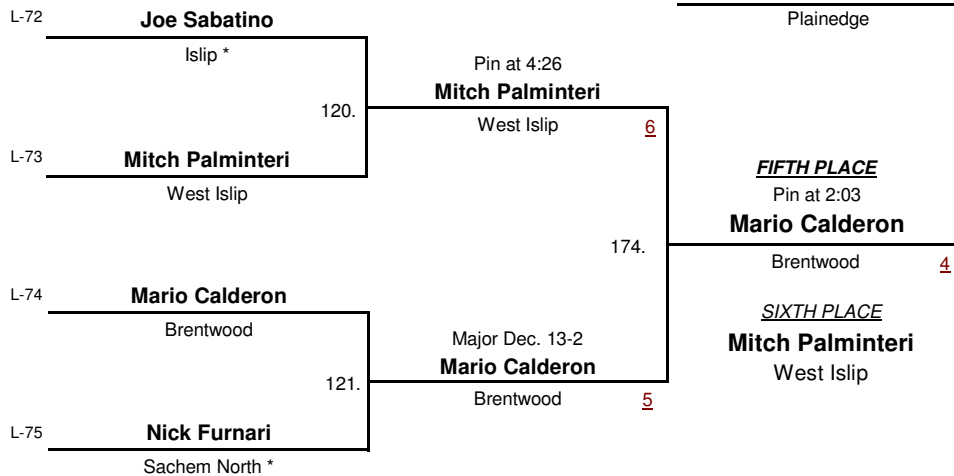 L-72
Joe Sabatino
Islip *
Plainedge
Pin at 4:26
Mitch Palminteri
West Islip
6
120.
L-73
Mitch Palminteri
West Islip
FIFTH PLACE
Pin at 2:03
Mario Calderon
Brentwood
4
174.
L-74
Mario Calderon
Brentwood
SIXTH PLACE
Mitch Palminteri
West Islip
Major Dec. 13-2
Mario Calderon
Brentwood
5
121.
L-75
Nick Furnari
Sachem North *